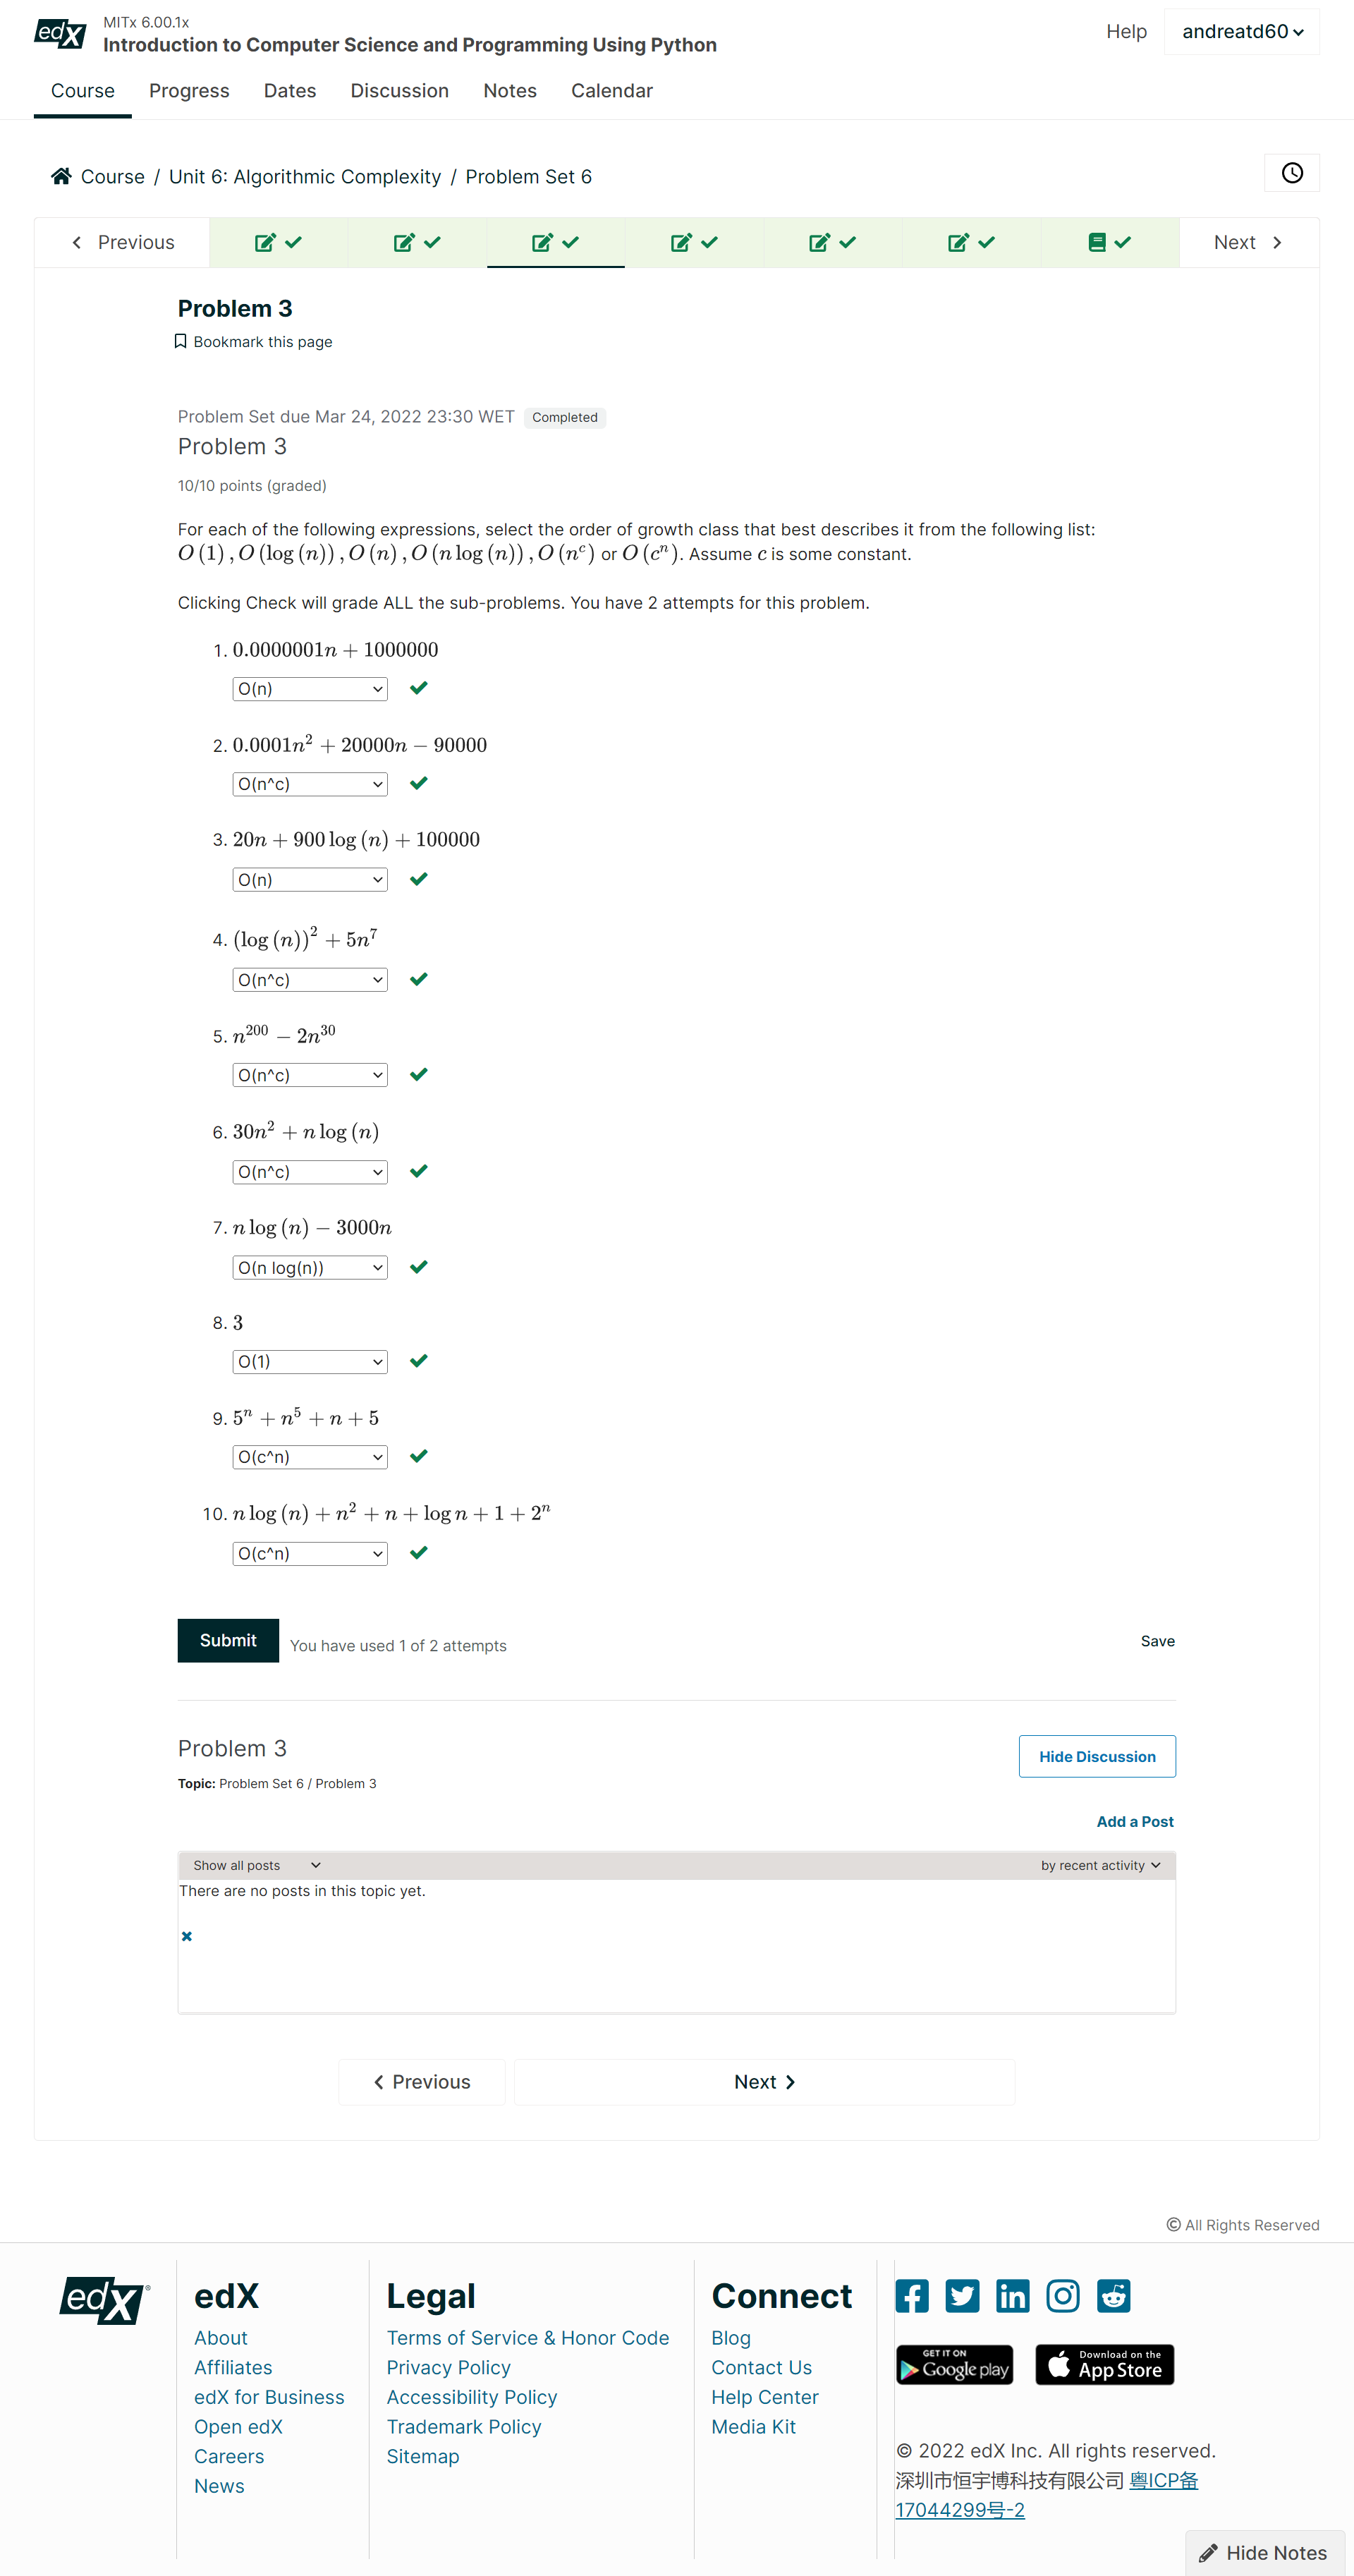 edX
MITx 6.00.1x
Introduction to Computer Science and Programming Using Python
Help
andreatd60
Course Progress Dates Discussion Notes Calendar
Course / Unit 6: Algorithmic Complexity / Problem Set 6
Previous
Next
Problem 3
Bookmark this page
Problem Set due Mar 24, 2022 23:30 WET Completed
Problem 3
10/10 points (graded)
For each of the following expressions, select the order of growth class that best describes it from the following list:
O (1) , O (log (n)) , O (n) , O (n log (n)) , O (n^c) or O (c^n). Assume c is some constant.
Clicking Check will grade ALL the sub-problems. You have 2 attempts for this problem.
1. 0.0000001n + 1000000
O(n)
2. 0.0001n² + 20000n − 90000
O(n^c)
3. 20n + 900 log (n) + 100000
O(n)
4. (log (n))² + 5n⁷
O(n^c)
5. n²⁰⁰ − 2n³⁰
O(n^c)
6. 30n² + n log (n)
O(n^c)
7. n log (n) − 3000n
O(n log(n))
8. 3
O(1)
9. 5ⁿ + n⁵ + n + 5
O(c^n)
10. n log (n) + n² + n + log n + 1 + 2ⁿ
O(c^n)
Submit You have used 1 of 2 attempts
Save
Problem 3
Hide Discussion
Topic: Problem Set 6 / Problem 3
Add a Post
Show all posts
by recent activity
There are no posts in this topic yet.
Previous
Next
© All Rights Reserved
edX®
edX
About
Affiliates
edX for Business
Open edX
Careers
News
Legal
Terms of Service & Honor Code
Privacy Policy
Accessibility Policy
Trademark Policy
Sitemap
Connect
Blog
Contact Us
Help Center
Media Kit
GET IT ON
Google play
Download on the
App Store
© 2022 edX Inc. All rights reserved.
深圳市恒宇博科技有限公司 粤ICP备
17044299号-2
Hide Notes